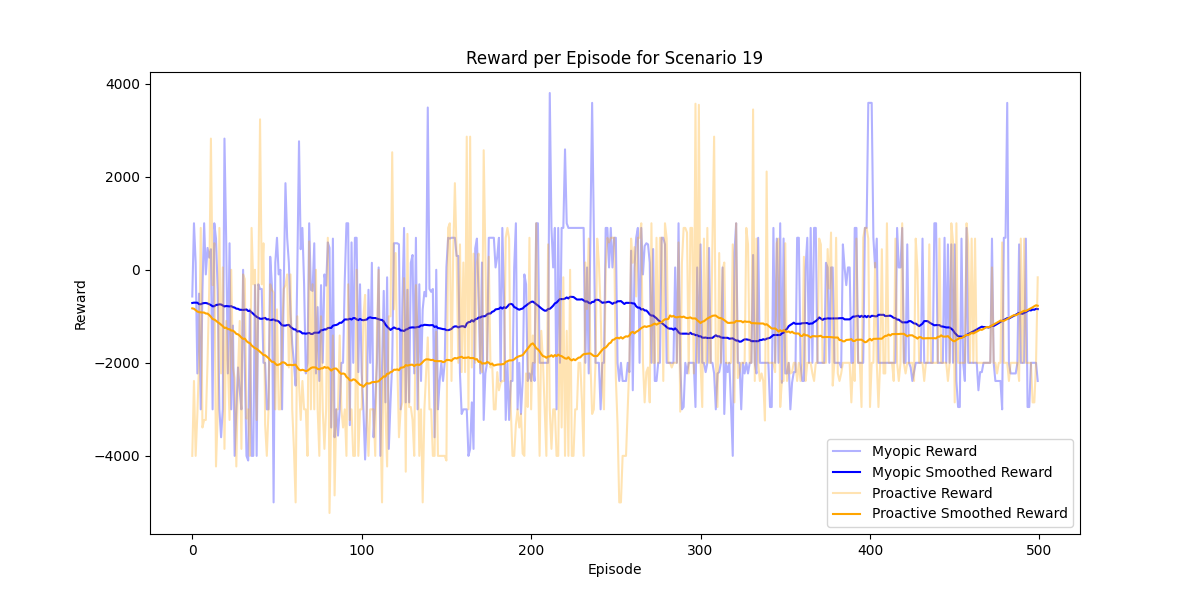 Reward per Episode for Scenario 19
4000
2000
0
−2000
−4000
Reward
0 100 200 300 400 500
Episode
Myopic Reward
Myopic Smoothed Reward
Proactive Reward
Proactive Smoothed Reward